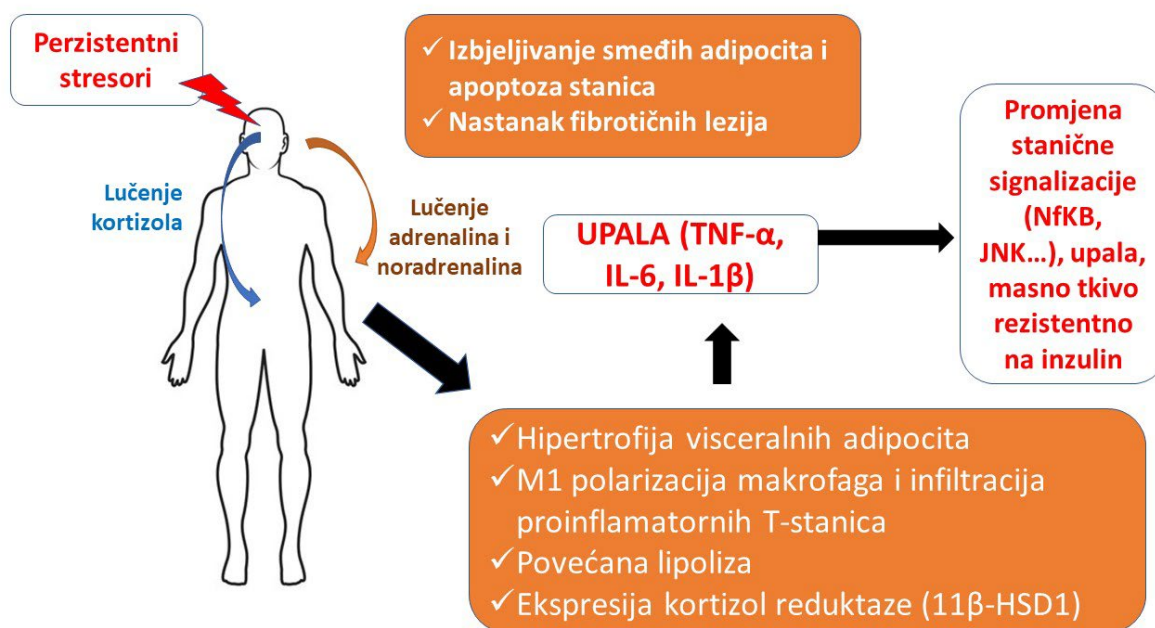 Perzistentni
stresori
✓ Izbjeljivanje smeđih adipocita i
apoptoza stanica
✓ Nastanak fibrotičnih lezija
Lučenje
kortizola
Lučenje
adrenalina i
noradrenalina
UPALA (TNF-α,
IL-6, IL-1β)
Promjena
stanične
signalizacije
(NfKB,
JNK...), upala,
masno tkivo
rezistentno
na inzulin
✓ Hipertrofija visceralnih adipocita
✓ M1 polarizacija makrofaga i infiltracija
proinflamatornih T-stanica
✓ Povećana lipoliza
✓ Ekspresija kortizol reduktaze (11β-HSD1)